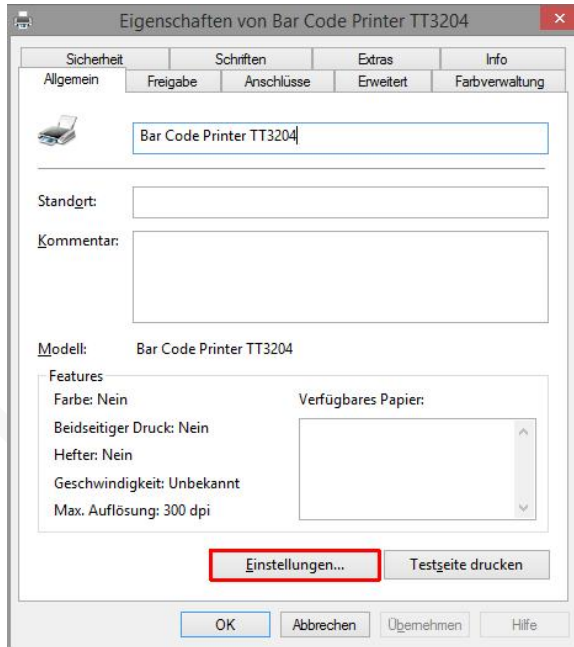 Eigenschaften von Bar Code Printer TT3204
Sicherheit Schriften Extras Info
Allgemein Freigabe Anschlüsse Erweitert Farbverwaltung
Bar Code Printer TT3204
Standort:
Kommentar:
Modell: Bar Code Printer TT3204
Features
Farbe: Nein Verfügbares Papier:
Beidseitiger Druck: Nein
Hefter: Nein
Geschwindigkeit: Unbekannt
Max. Auflösung: 300 dpi
Einstellungen... Testseite drucken
OK Abbrechen Übernehmen Hilfe